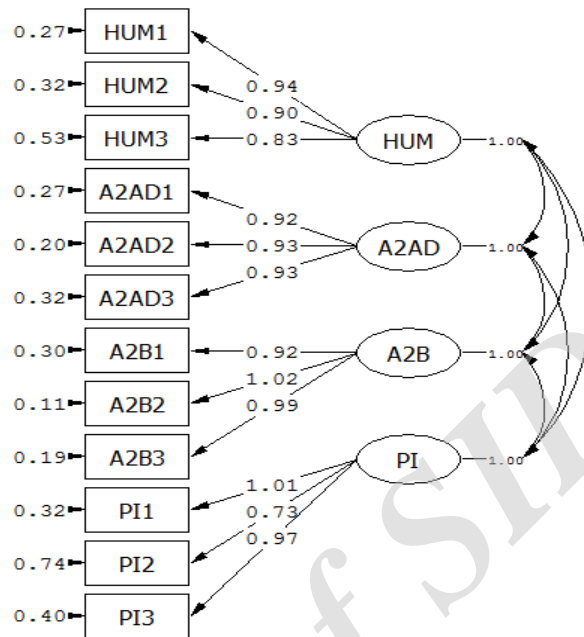 0.27 HUM1
0.94
0.32 HUM2
0.90
0.53 HUM3 0.83 HUM 1.00
0.27 A2AD1
0.92
0.20 A2AD2 0.93 A2AD 1.00
0.93
0.32 A2AD3
0.30 A2B1 0.92 A2B 1.00
1.02
0.11 A2B2
0.99
0.19 A2B3
PI 1.00
1.01
0.32 PI1
0.73
0.97
0.74 PI2
0.40 PI3
of SID